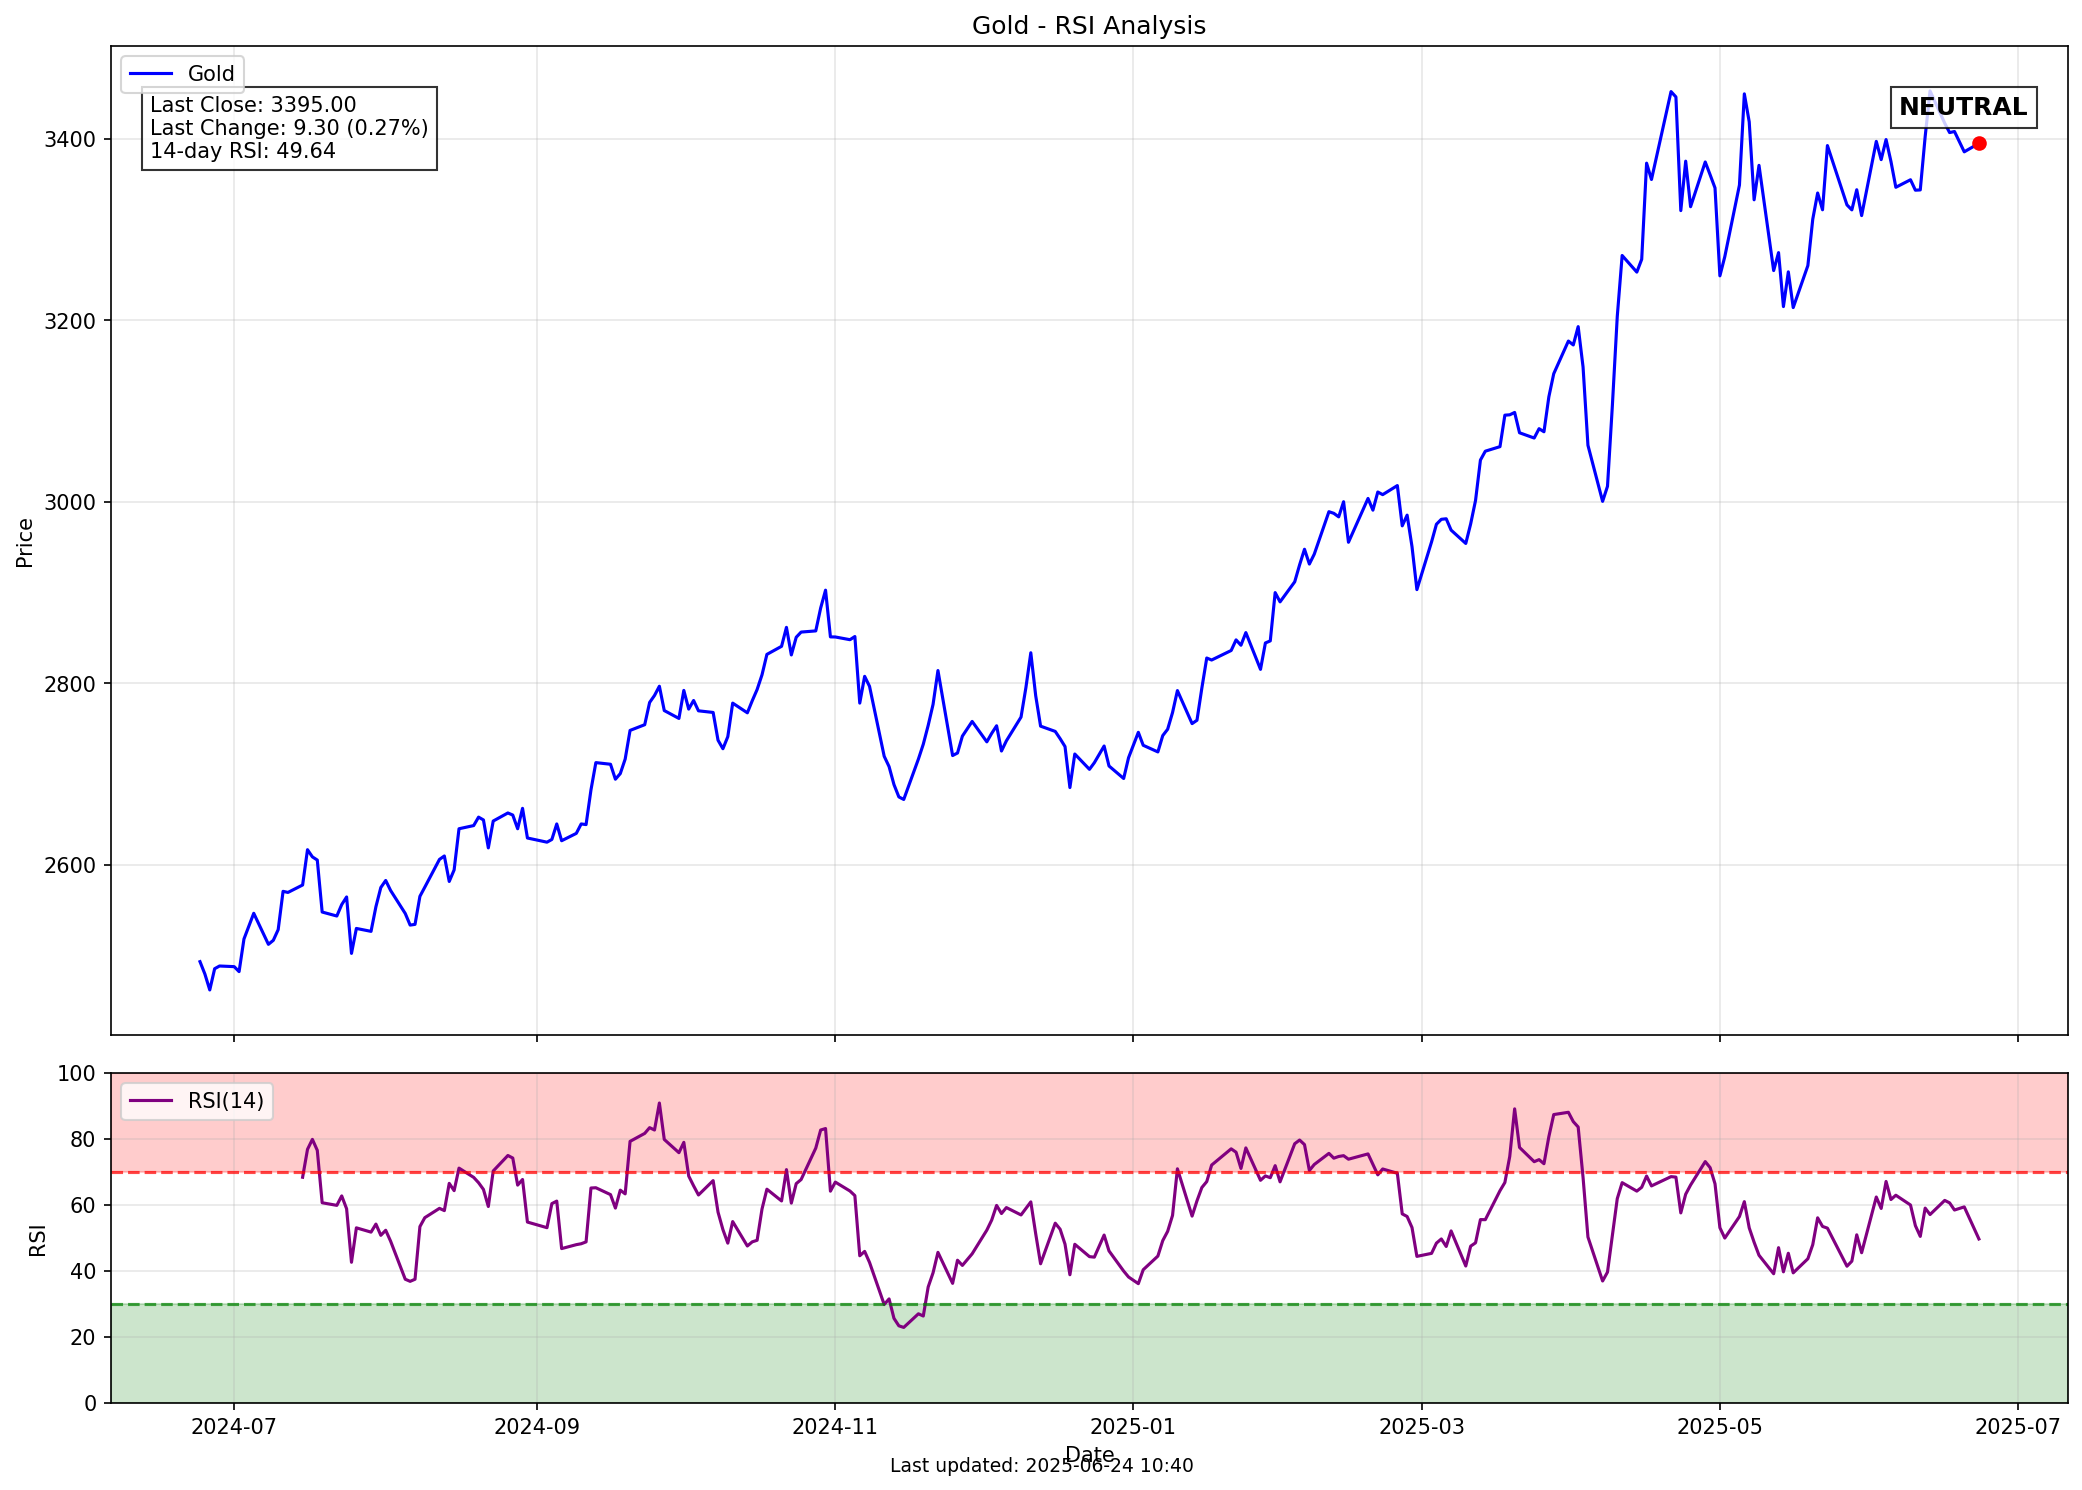 Gold - RSI Analysis
Gold
Last Close: 3395.00
Last Change: 9.30 (0.27%)
14-day RSI: 49.64
NEUTRAL
3400
3200
3000
2800
2600
Price
RSI(14)
100
80
60
40
20
0
RSI
2024-07
2024-09
2024-11
2025-01
2025-03
2025-05
2025-07
Date
Last updated: 2025-06-24 10:40